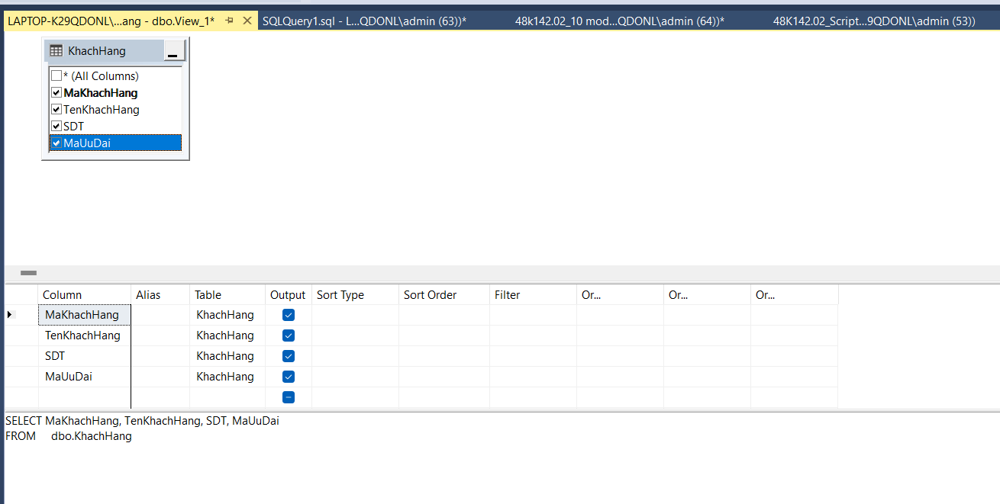 LAPTOP-K29QDONL\...ang - dbo.View_1* SQLQuery1.sql - L...QDONL\admin (63))* 48k142.02_10 mod...QDONL\admin (64))* 48K142.02_Script...9QDONL\admin (53))
KhachHang
* (All Columns)
MaKhachHang
TenKhachHang
SDT
MaUuDai
Column Alias Table Output Sort Type Sort Order Filter Or... Or... Or...
MaKhachHang KhachHang
TenKhachHang KhachHang
SDT KhachHang
MaUuDai KhachHang
SELECT MaKhachHang, TenKhachHang, SDT, MaUuDai
FROM dbo.KhachHang